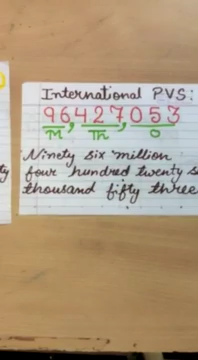 International PVS:
96,427,053
M Th O
Ninety six million
four hundred twenty
thousand fifty three